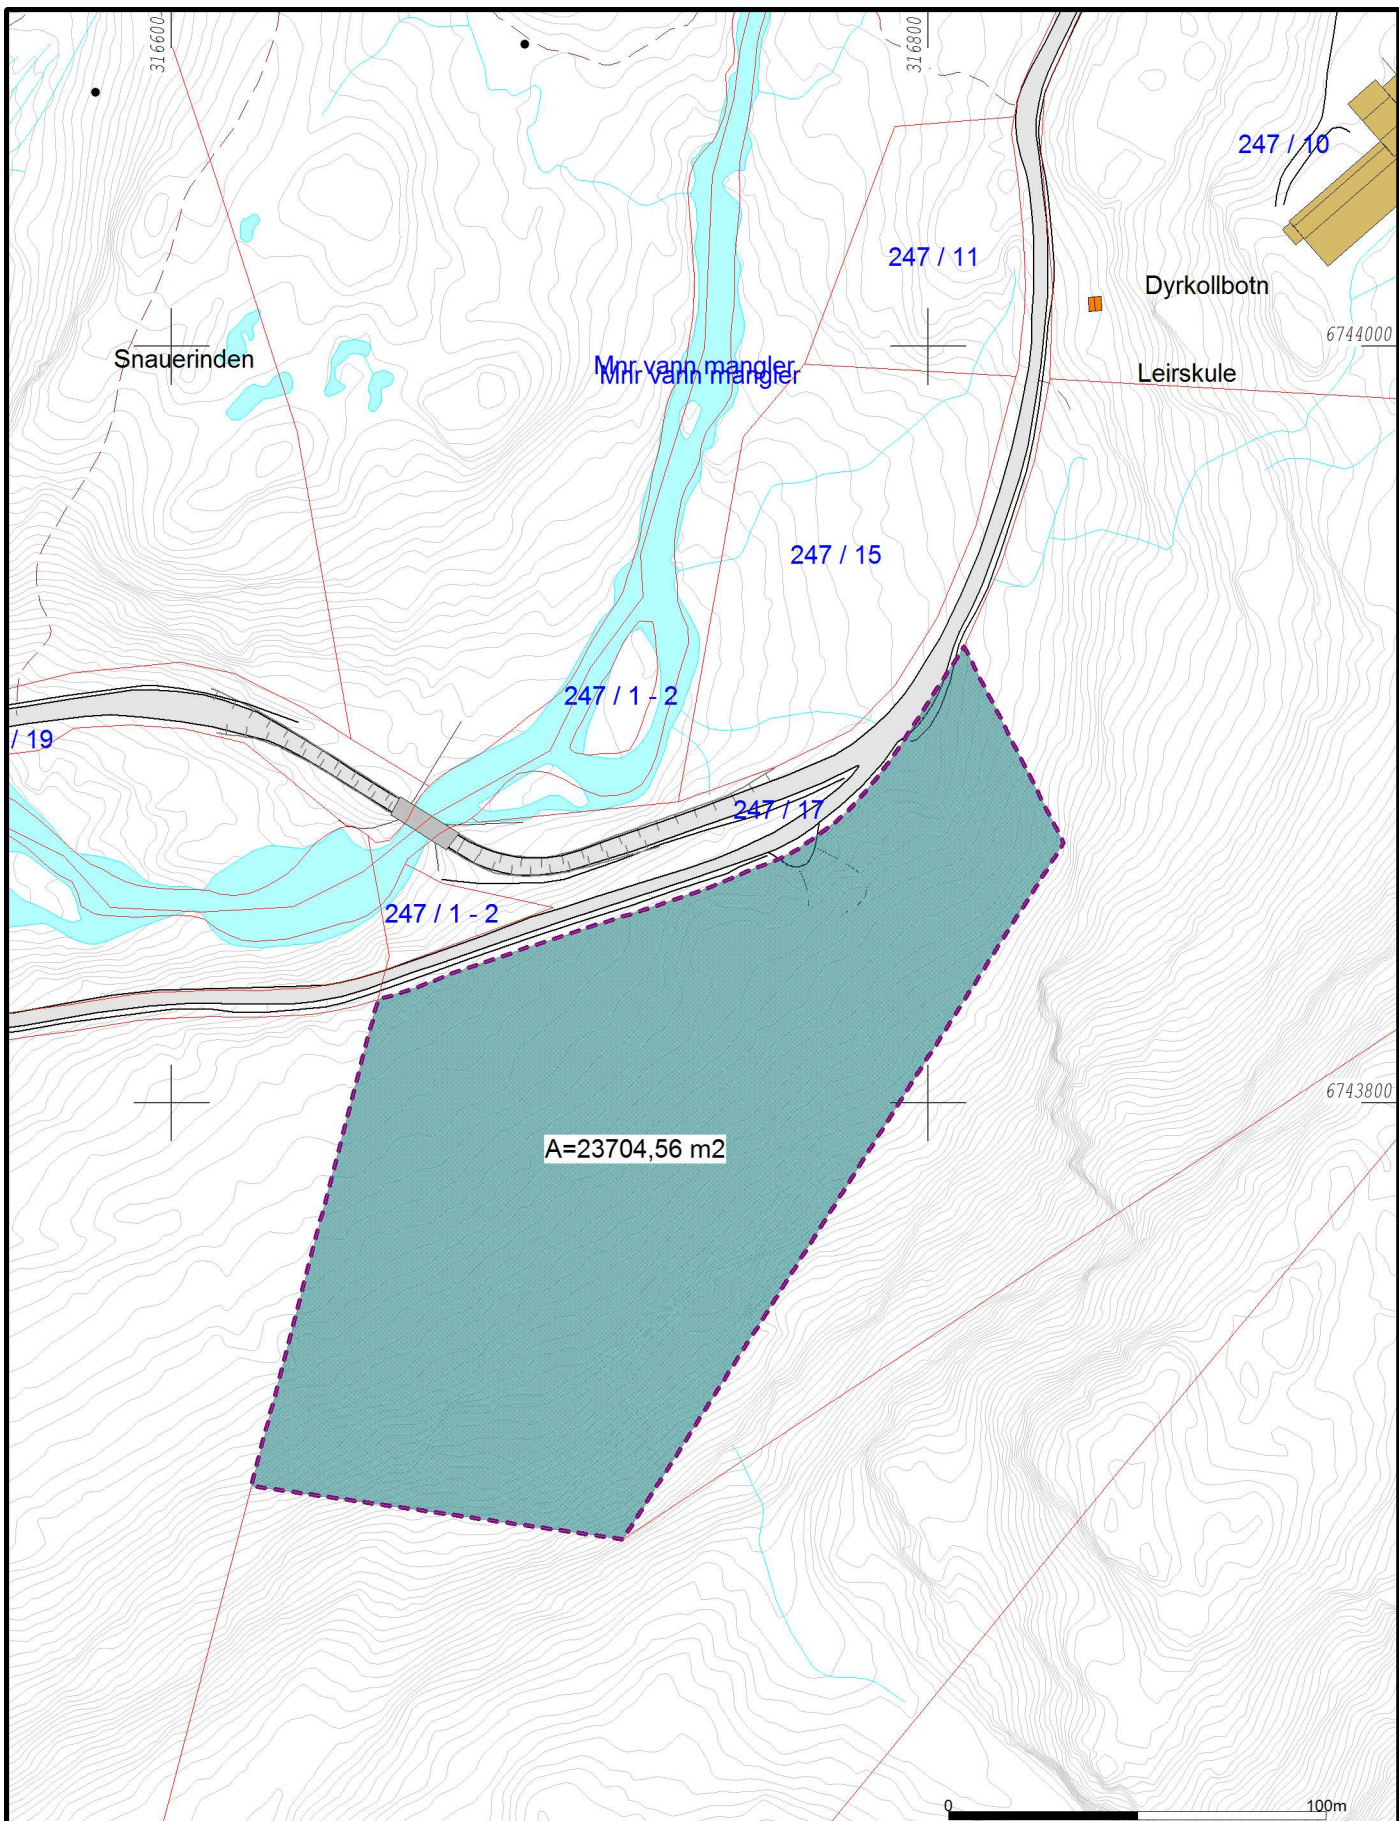 316600
316800
247 / 10
247 / 11
Dyrkollbotn
6744000
Snauerinden
Mnr vann mangler
Mnr vann mangler
Leirskule
247 / 15
247 / 1 - 2
/ 19
247 / 17
247 / 1 - 2
6743800
A=23704,56 m2
0
100m